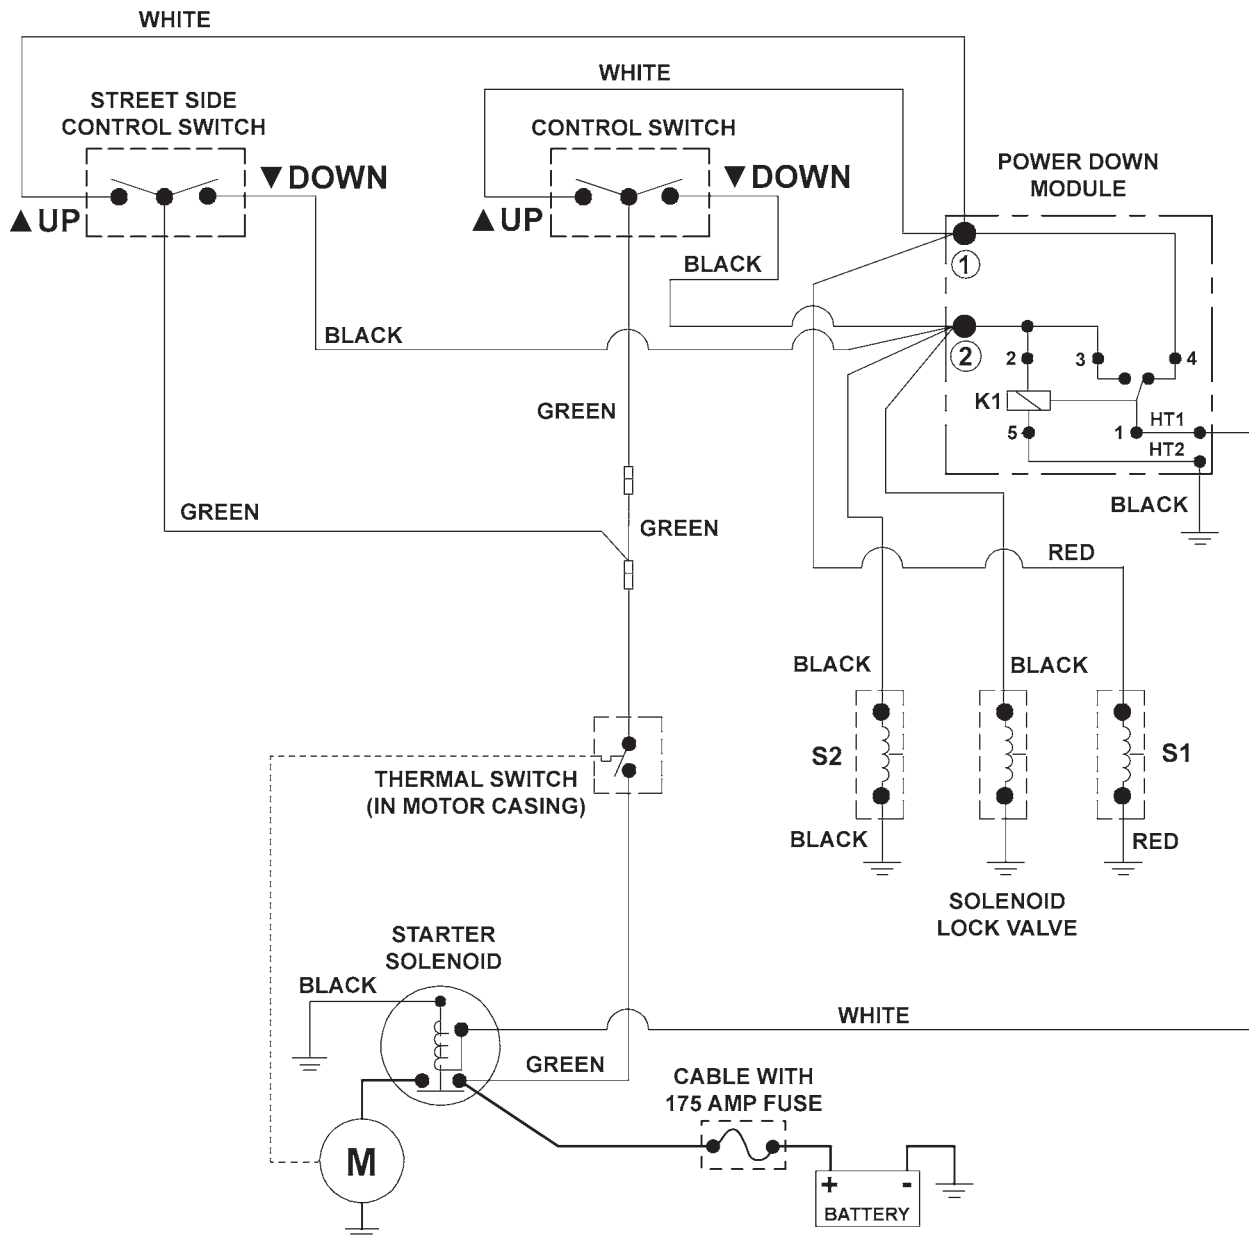 WHITE
WHITE
STREET SIDE
CONTROL SWITCH
CONTROL SWITCH
▼DOWN
▼DOWN
▲UP
▲UP
POWER DOWN
MODULE
BLACK
1
BLACK
2
2
3
4
K1
5
1
HT1
HT2
GREEN
BLACK
GREEN
GREEN
RED
BLACK
BLACK
S2
S1
THERMAL SWITCH
(IN MOTOR CASING)
BLACK
RED
SOLENOID
LOCK VALVE
STARTER
SOLENOID
BLACK
WHITE
GREEN
CABLE WITH
175 AMP FUSE
M
+
-
BATTERY